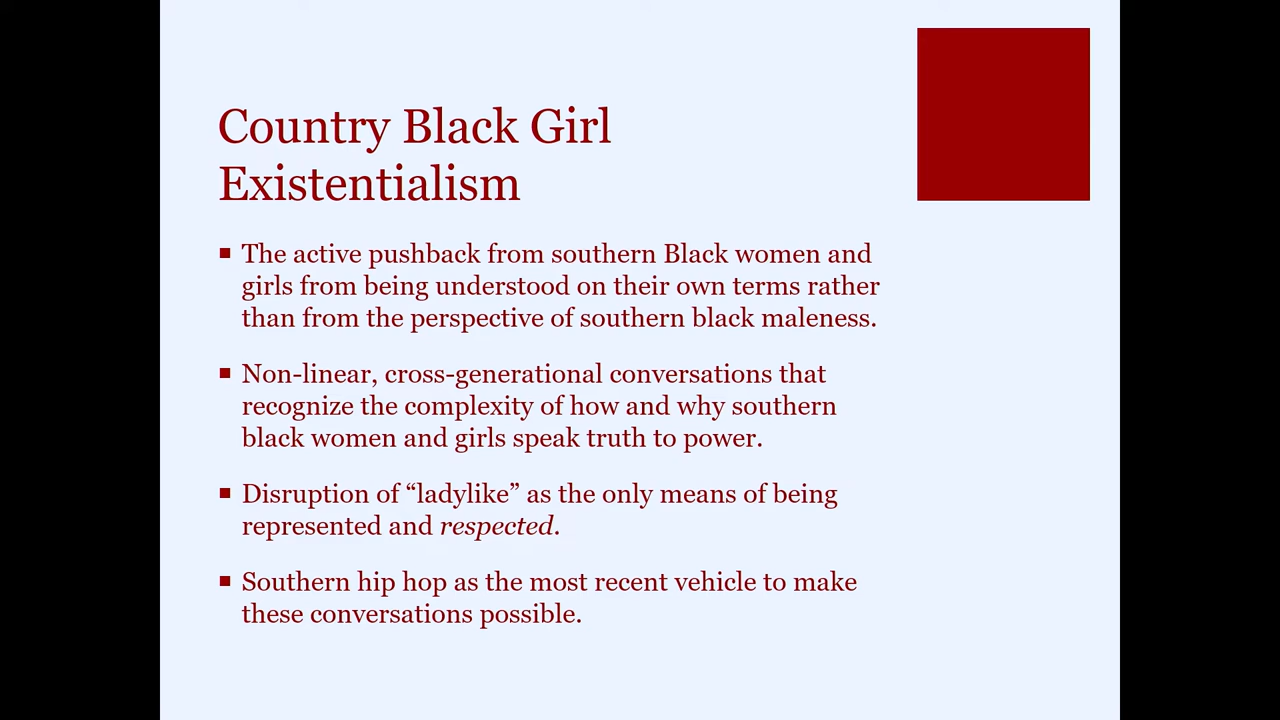 Country Black Girl
Existentialism
▪ The active pushback from southern Black women and
girls from being understood on their own terms rather
than from the perspective of southern black maleness.
▪ Non-linear, cross-generational conversations that
recognize the complexity of how and why southern
black women and girls speak truth to power.
▪ Disruption of “ladylike” as the only means of being
represented and respected.
▪ Southern hip hop as the most recent vehicle to make
these conversations possible.